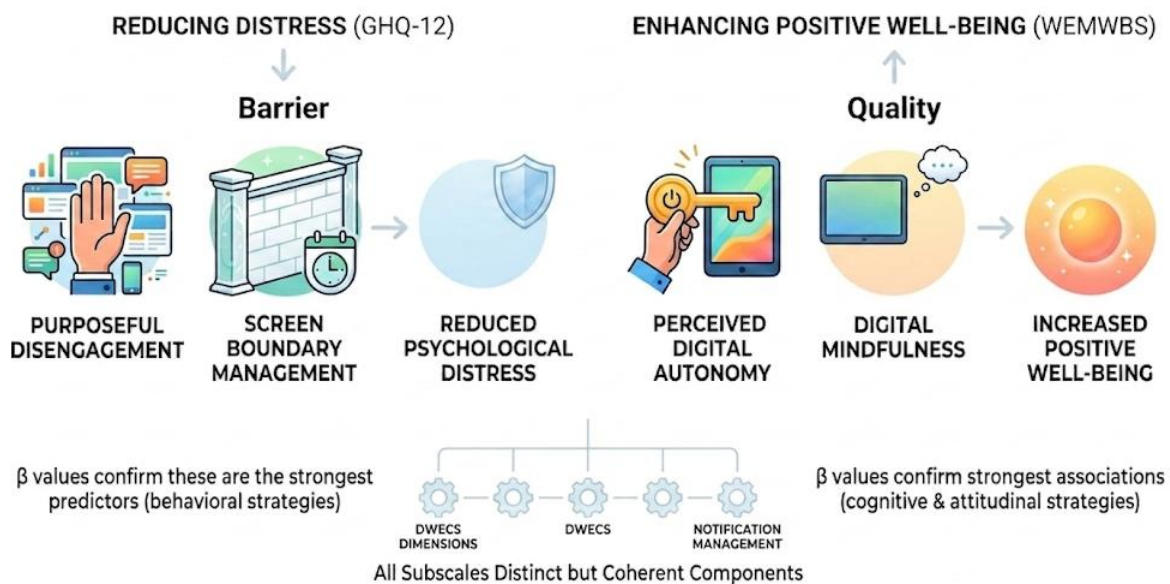 REDUCING DISTRESS (GHQ-12)
Barrier
PURPOSEFUL
DISENGAGEMENT
SCREEN
BOUNDARY
MANAGEMENT
REDUCED
PSYCHOLOGICAL
DISTRESS
β values confirm these are the strongest
predictors (behavioral strategies)
ENHANCING POSITIVE WELL-BEING (WEMWBS)
Quality
PERCEIVED
DIGITAL
AUTONOMY
DIGITAL
MINDFULNESS
INCREASED
POSITIVE
WELL-BEING
β values confirm strongest associations
(cognitive & attitudinal strategies)
DWECS
DIMENSIONS
DWECS
NOTIFICATION
MANAGEMENT
All Subscales Distinct but Coherent Components